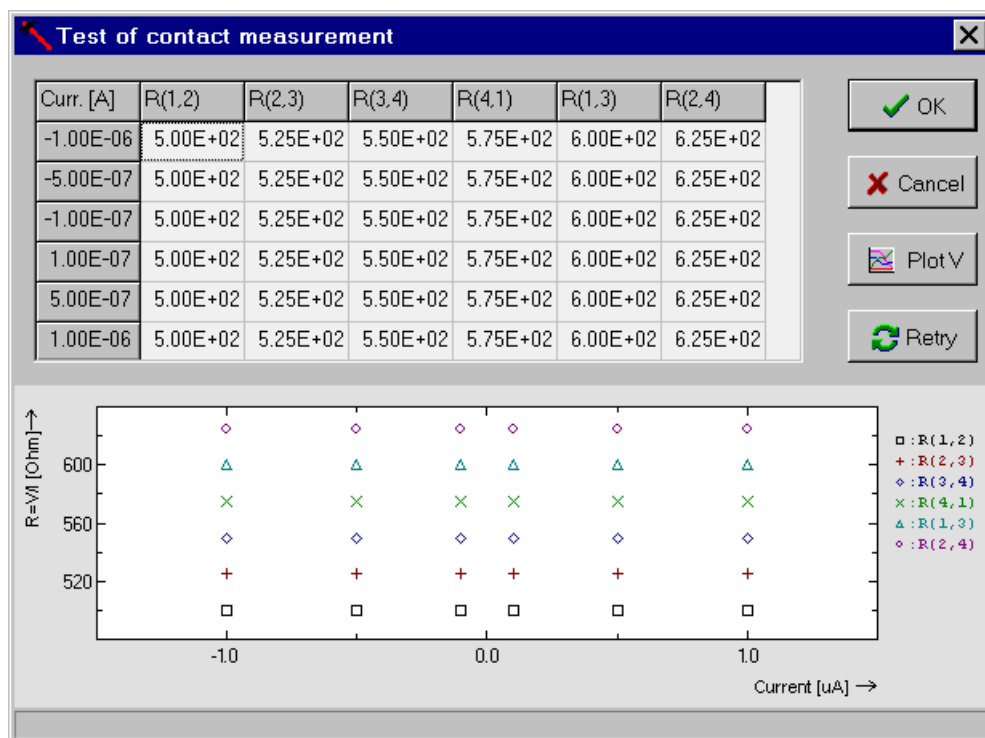 Test of contact measurement
Curr. [A] R(1,2) R(2,3) R(3,4) R(4,1) R(1,3) R(2,4)
-1.00E-06 5.00E+02 5.25E+02 5.50E+02 5.75E+02 6.00E+02 6.25E+02
-5.00E-07 5.00E+02 5.25E+02 5.50E+02 5.75E+02 6.00E+02 6.25E+02
-1.00E-07 5.00E+02 5.25E+02 5.50E+02 5.75E+02 6.00E+02 6.25E+02
1.00E-07 5.00E+02 5.25E+02 5.50E+02 5.75E+02 6.00E+02 6.25E+02
5.00E-07 5.00E+02 5.25E+02 5.50E+02 5.75E+02 6.00E+02 6.25E+02
1.00E-06 5.00E+02 5.25E+02 5.50E+02 5.75E+02 6.00E+02 6.25E+02
OK
Cancel
Plot V
Retry
R=V/I [Ohm]→
600
560
520
-1.0 0.0 1.0
Current [uA] →
:R(1,2)
:R(2,3)
:R(3,4)
:R(4,1)
:R(1,3)
:R(2,4)